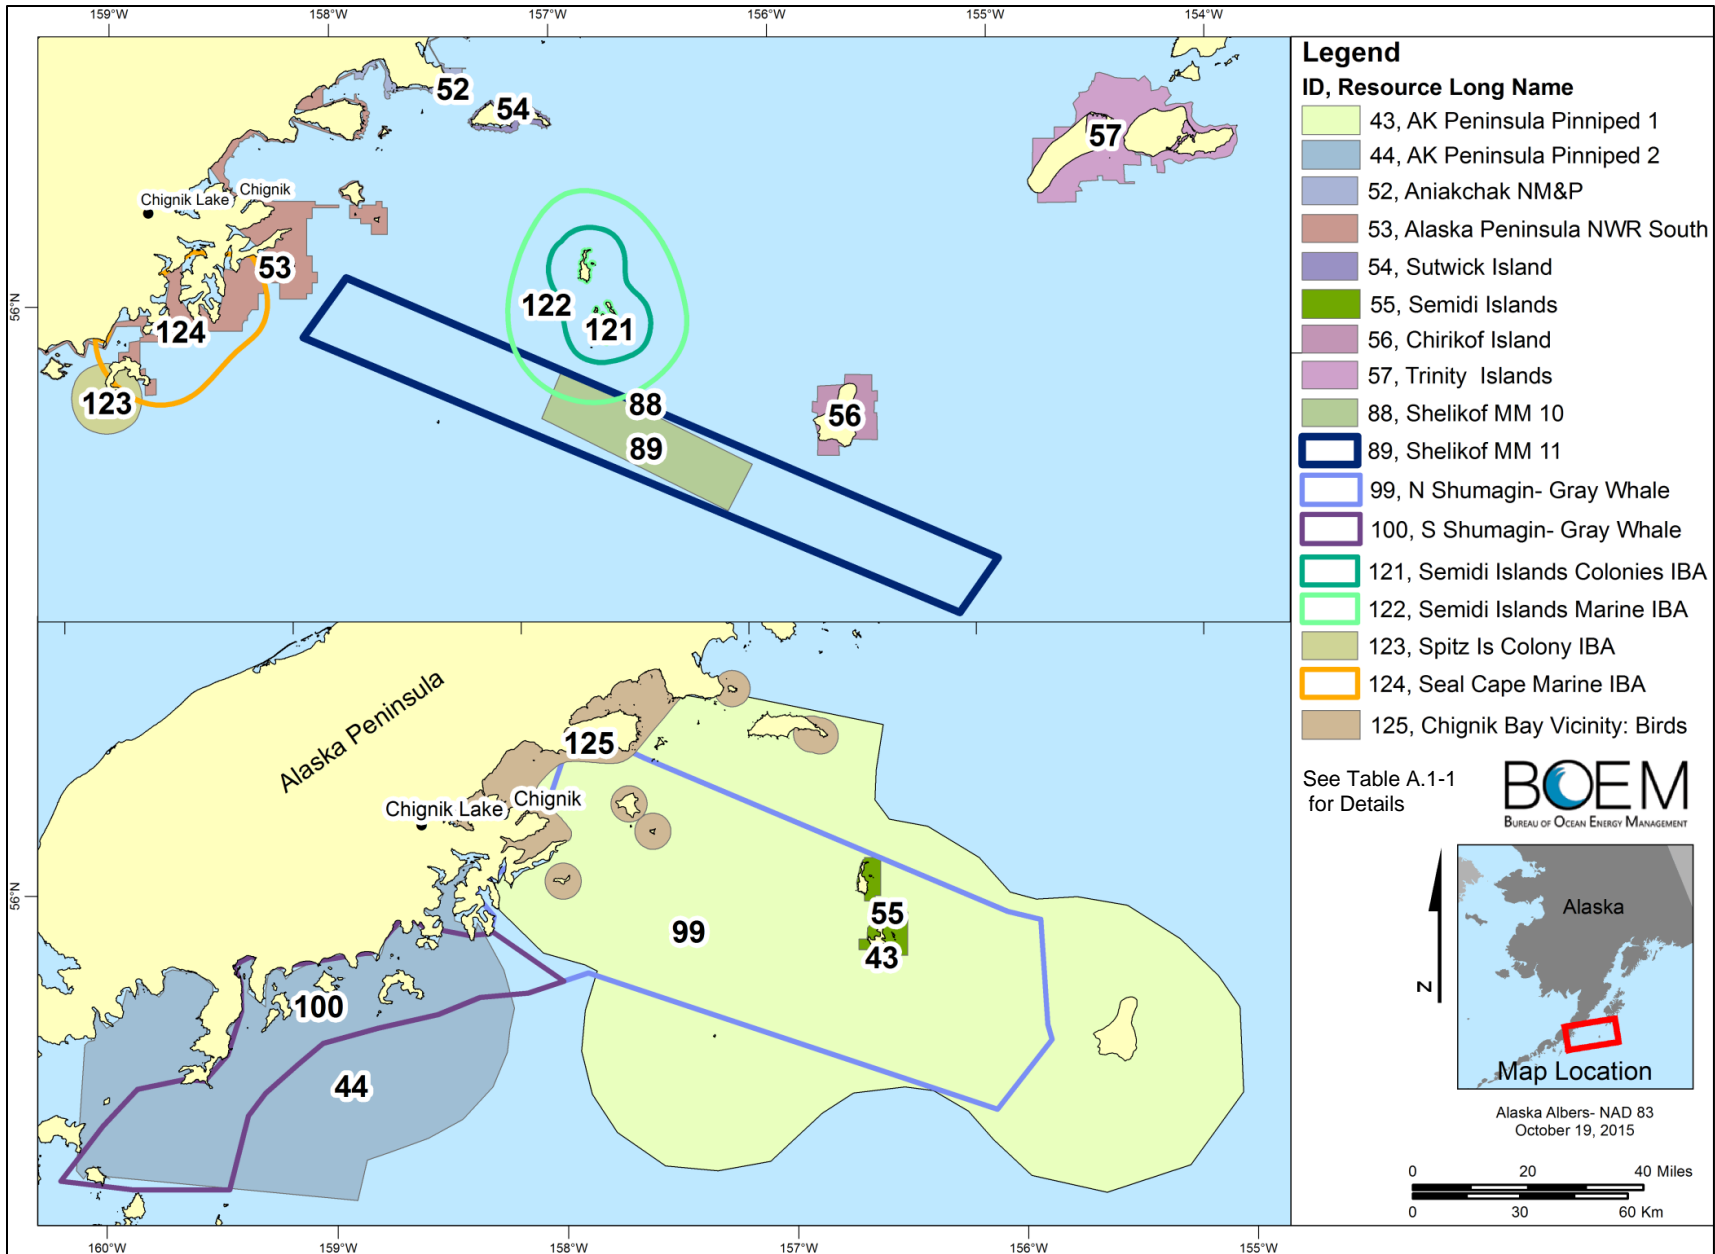 159°W 158°W 157°W 156°W 155°W 154°W
52
54
57
Chignik Lake Chignik
53
56°N
122
121
124
123
88
56
89
Alaska Peninsula
125
Chignik Lake Chignik
56°N
55
99
43
100
44
160°W 159°W 158°W 157°W 156°W 155°W
Legend
ID, Resource Long Name
43, AK Peninsula Pinniped 1
44, AK Peninsula Pinniped 2
52, Aniakchak NM&P
53, Alaska Peninsula NWR South
54, Sutwick Island
55, Semidi Islands
56, Chirikof Island
57, Trinity Islands
88, Shelikof MM 10
89, Shelikof MM 11
99, N Shumagin- Gray Whale
100, S Shumagin- Gray Whale
121, Semidi Islands Colonies IBA
122, Semidi Islands Marine IBA
123, Spitz Is Colony IBA
124, Seal Cape Marine IBA
125, Chignik Bay Vicinity: Birds
See Table A.1-1
for Details
BOEM
BUREAU OF OCEAN ENERGY MANAGEMENT
N
Alaska
Map Location
Alaska Albers- NAD 83
October 19, 2015
0 20 40 Miles
0 30 60 Km